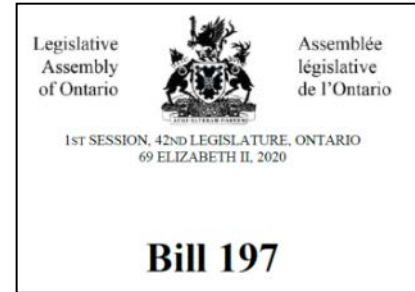 Legislative
Assembly
of Ontario
Assemblée
législative
de l'Ontario
1ST SESSION, 42ND LEGISLATURE, ONTARIO
69 ELIZABETH II, 2020
Bill 197